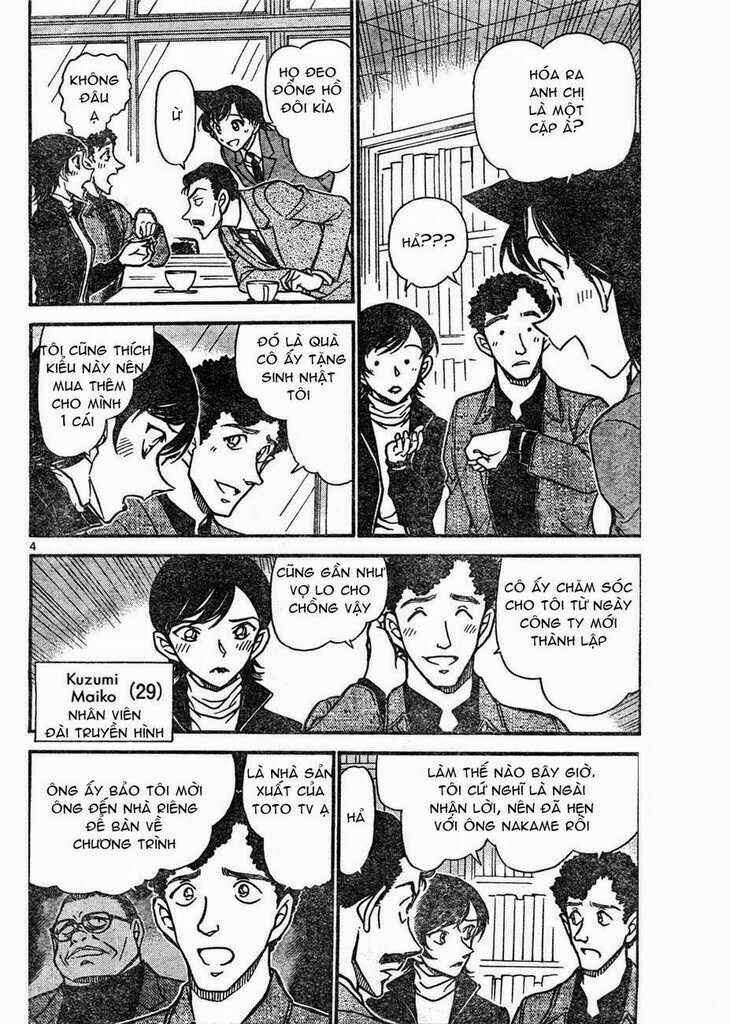 HÓA RA
ANH CHỊ
LÀ MỘT
CẶP À?
HẢ???
HỌ ĐEO
ĐỒNG HỒ
ĐÔI KÌA
Ừ
KHÔNG
ĐÂU
Ạ
ĐÓ LÀ QUÀ
CÔ ẤY TẶNG
SINH NHẬT
TÔI
TÔI CŨNG THÍCH
KIỂU NÀY NÊN
MUA THÊM
CHO MÌNH
1 CÁI
4
CÔ ẤY CHĂM SÓC
CHO TÔI TỪ NGÀY
CÔNG TY MỚI
THÀNH LẬP
CŨNG GẦN NHƯ
VỢ LO CHO
CHỒNG VẬY
Kuzumi
Maiko (29)
NHÂN VIÊN
ĐÀI TRUYỀN HÌNH
LÀM THẾ NÀO BÂY GIỜ.
TÔI CỨ NGHĨ LÀ NGÀI
NHẬN LỜI, NÊN ĐÃ HẸN
VỚI ÔNG NAKAME RỒI
HẢ
LÀ NHÀ SẢN
XUẤT CỦA
TOTO TV Ạ
ÔNG ẤY BẢO TÔI MỜI
ÔNG ĐẾN NHÀ RIÊNG
ĐỂ BÀN VỀ
CHƯƠNG TRÌNH